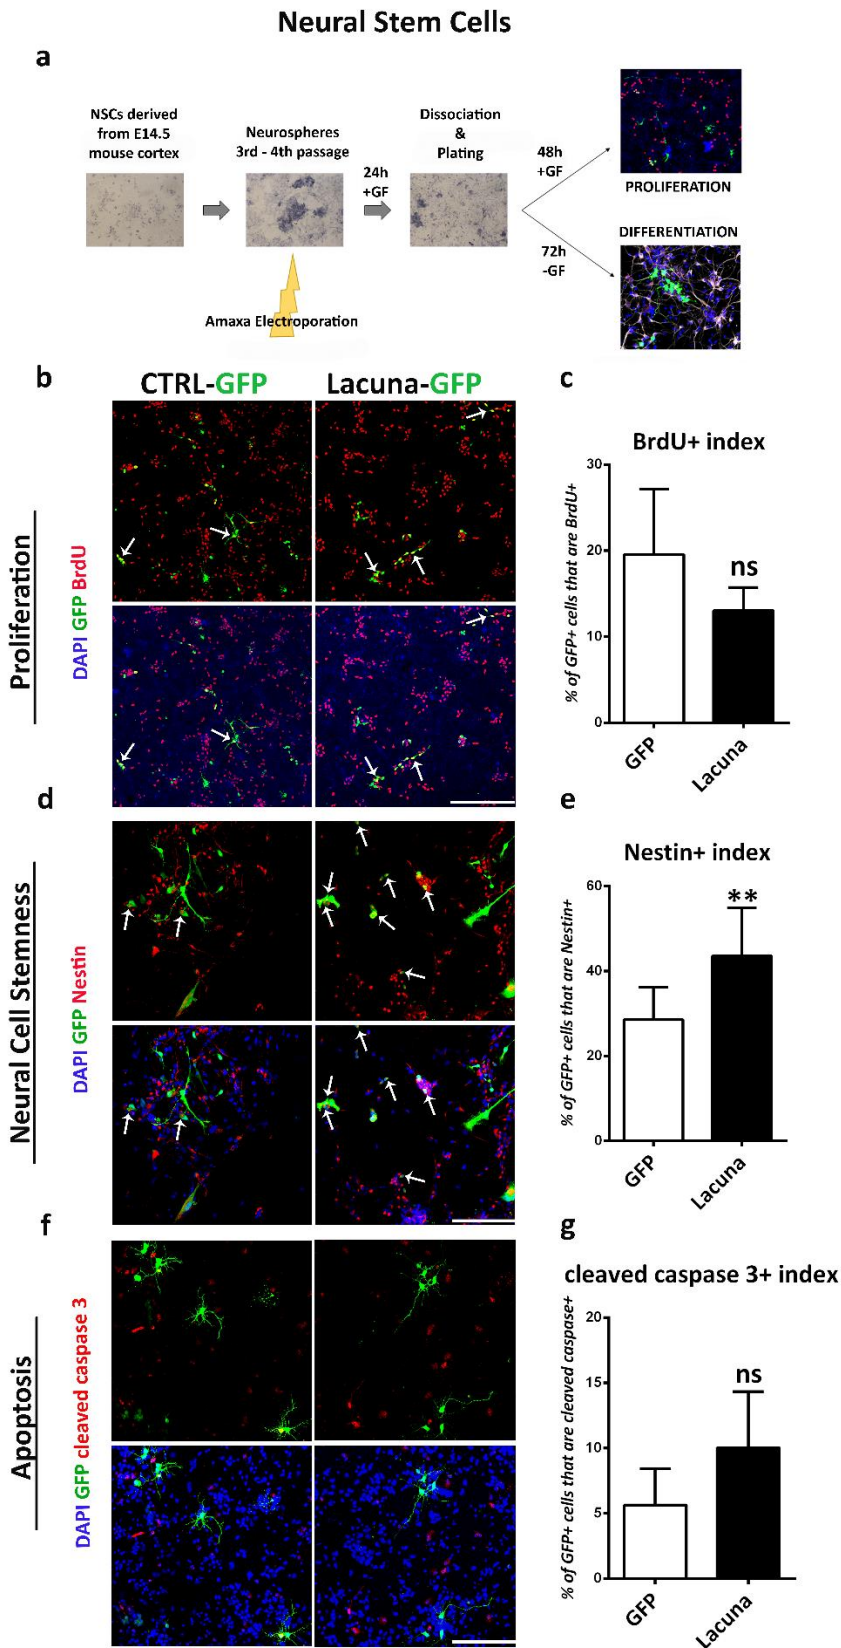 Neural Stem Cells
a
NSCs derived
from E14.5
mouse cortex
Neurospheres
3rd - 4th passage
24h
+GF
Dissociation
&
Plating
48h
+GF
PROLIFERATION
72h
-GF
DIFFERENTIATION
Amaxa Electroporation
b
CTRL-GFP
Lacuna-GFP
Proliferation
DAPI GFP BrdU
c
BrdU+ index
% of GFP+ cells that are BrdU+
30
20
10
0
ns
GFP
Lacuna
d
Neural Cell Stemness
DAPI GFP Nestin
e
Nestin+ index
% of GFP+ cells that are Nestin+
60
40
20
0
**
GFP
Lacuna
f
Apoptosis
DAPI GFP cleaved caspase 3
g
cleaved caspase 3+ index
% of GFP+ cells that are cleaved caspase+
20
15
10
5
0
ns
GFP
Lacuna